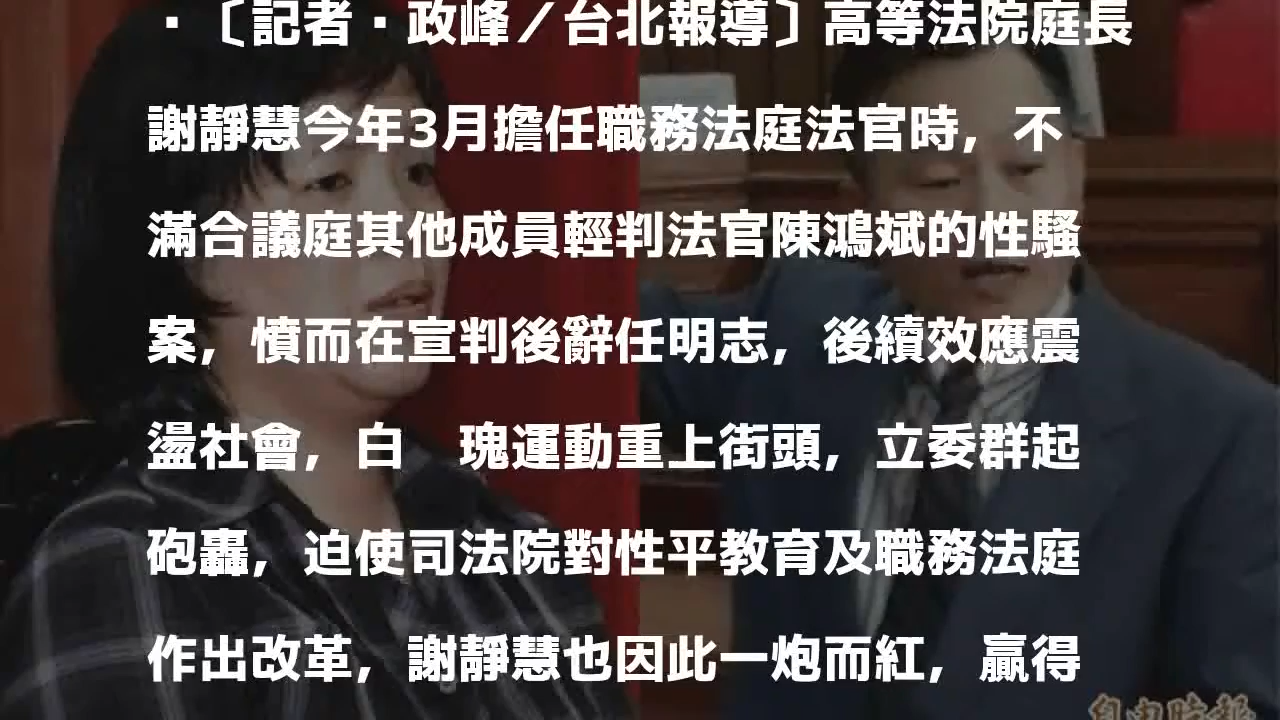 ·〔記者·政峰／台北報導〕高等法院庭長
謝靜慧今年3月擔任職務法庭法官時，不
滿合議庭其他成員輕判法官陳鴻斌的性騷
案，憤而在宣判後辭任明志，後續效應震
盪社會，白　瑰運動重上街頭，立委群起
砲轟，迫使司法院對性平教育及職務法庭
作出改革，謝靜慧也因此一炮而紅，贏得
自由時報